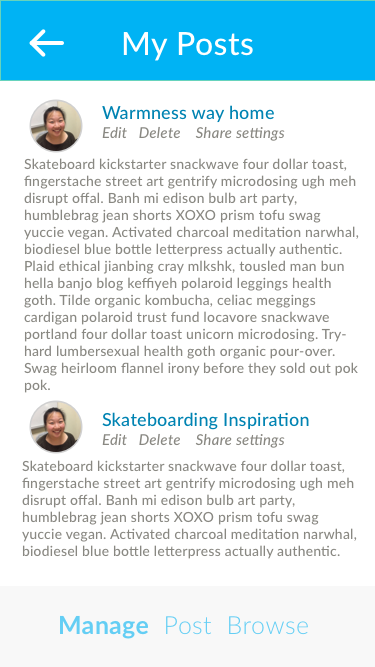 My Posts
Warmness way home
Edit Delete Share settings
Skateboard kickstarter snackwave four dollar toast,
fingerstache street art gentrify microdosing ugh meh
disrupt offal. Banh mi edison bulb art party,
humblebrag jean shorts XOXO prism tofu swag
yuccie vegan. Activated charcoal meditation narwhal,
biodiesel blue bottle letterpress actually authentic.
Plaid ethical jianbing cray mlkshk, tousled man bun
hella banjo blog keffiyeh polaroid leggings health
goth. Tilde organic kombucha, celiac meggings
cardigan polaroid trust fund locavore snackwave
portland four dollar toast unicorn microdosing. Try-
hard lumbersexual health goth organic pour-over.
Swag heirloom flannel irony before they sold out pok
pok.
Skateboarding Inspiration
Edit Delete Share settings
Skateboard kickstarter snackwave four dollar toast,
fingerstache street art gentrify microdosing ugh meh
disrupt offal. Banh mi edison bulb art party,
humblebrag jean shorts XOXO prism tofu swag
yuccie vegan. Activated charcoal meditation narwhal,
biodiesel blue bottle letterpress actually authentic.
Manage Post Browse